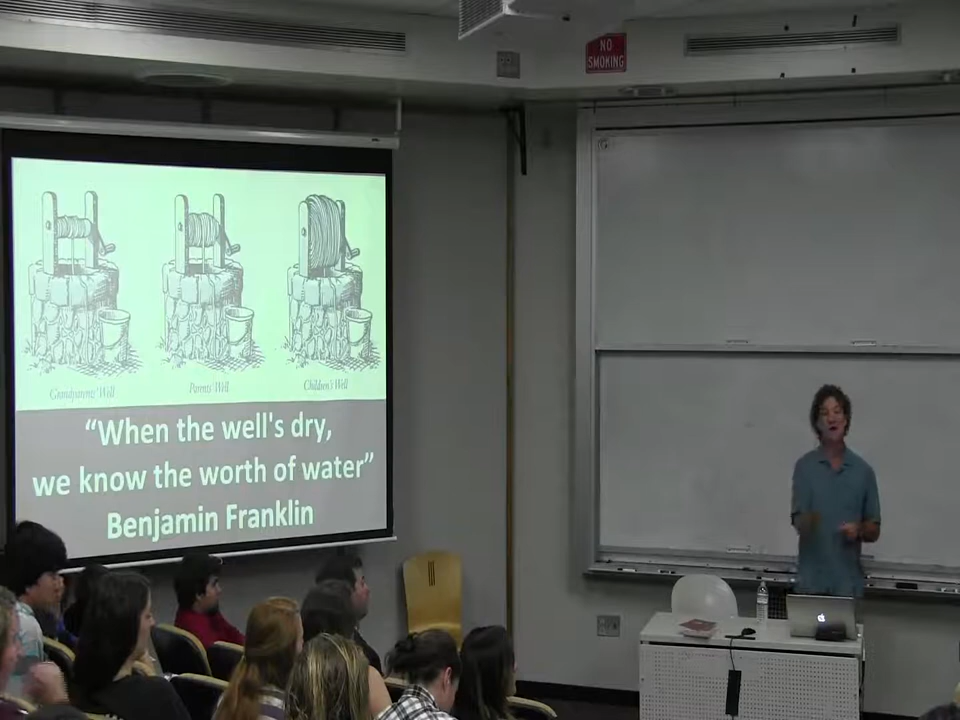 NO
SMOKING
Grandparents' Well
Parents' Well
Children's Well
“When the well's dry,
we know the worth of water”
Benjamin Franklin